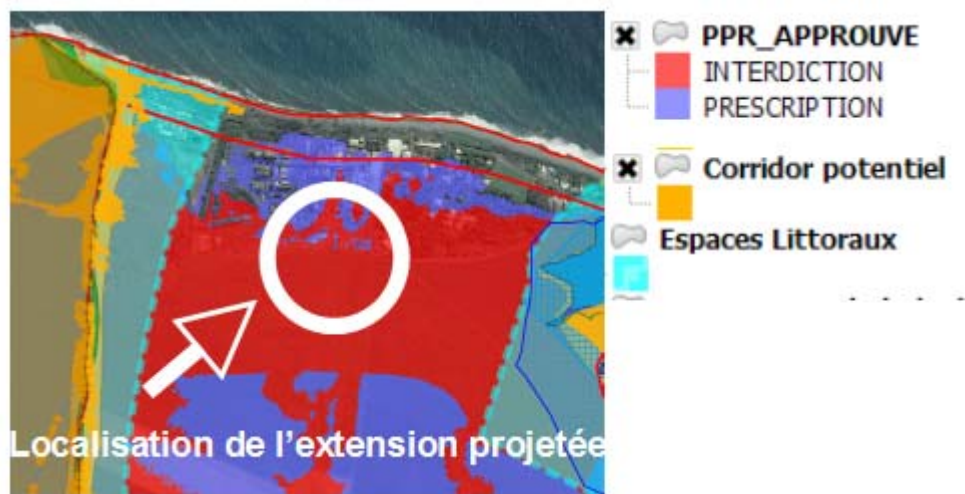 PPR_APPROUVE
INTERDICTION
PRESCRIPTION
Corridor potentiel
Espaces Littoraux
Localisation de l'extension projetée